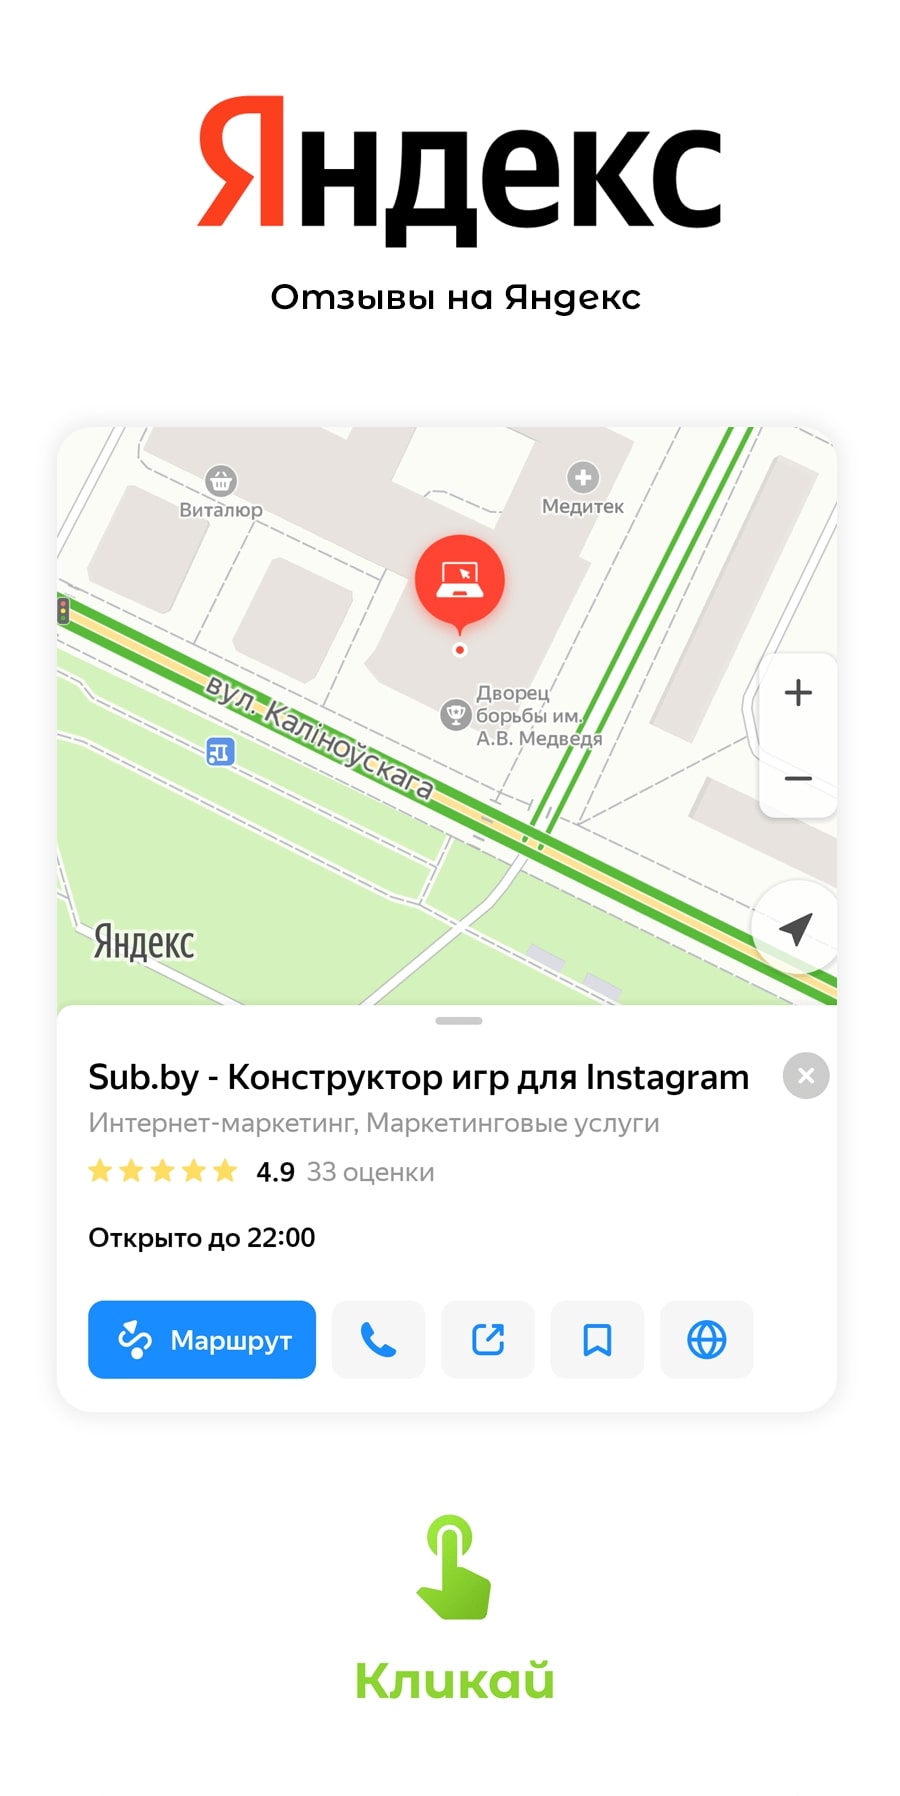 Яндекс
Отзывы на Яндекс
Виталюр
Медитек
Дворец
борьбы им.
А.В. Медведя
вул. Каліноўскага
Яндекс
Sub.by - Конструктор игр для Instagram
Интернет-маркетинг, Маркетинговые услуги
4.9 33 оценки
Открыто до 22:00
Маршрут
Кликай